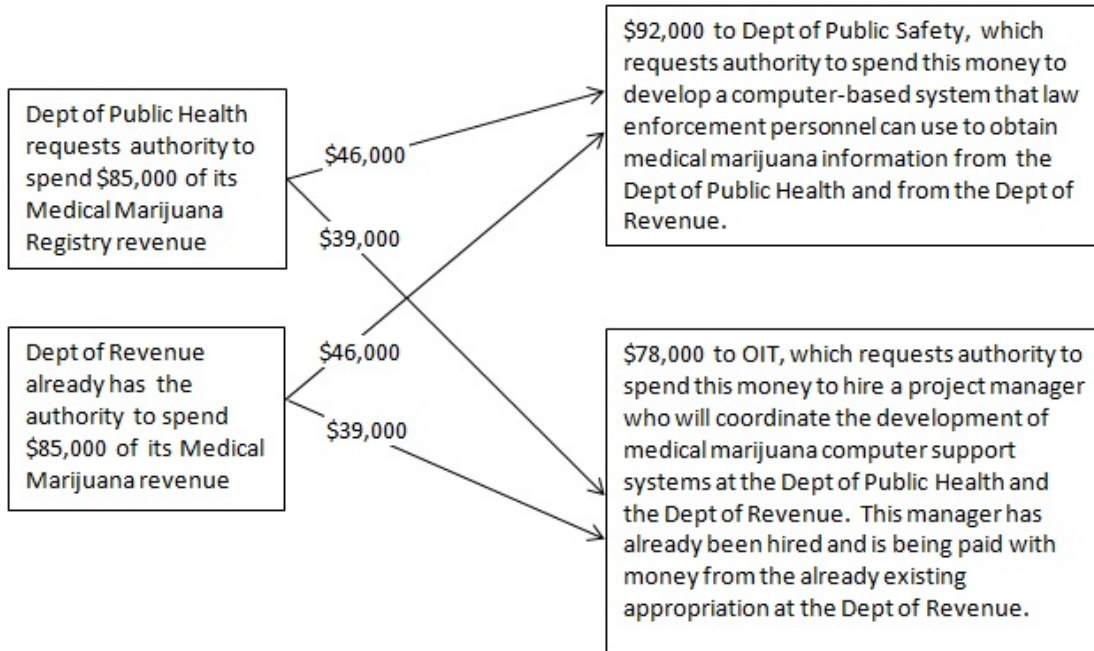 Dept of Public Health
requests authority to
spend $85,000 of its
Medical Marijuana
Registry revenue
$46,000
$39,000
Dept of Revenue
already has the
authority to spend
$85,000 of its Medical
Marijuana revenue
$46,000
$39,000
$92,000 to Dept of Public Safety, which
requests authority to spend this money to
develop a computer-based system that law
enforcement personnel can use to obtain
medical marijuana information from the
Dept of Public Health and from the Dept of
Revenue.
$78,000 to OIT, which requests authority to
spend this money to hire a project manager
who will coordinate the development of
medical marijuana computer support
systems at the Dept of Public Health and
the Dept of Revenue. This manager has
already been hired and is being paid with
money from the already existing
appropriation at the Dept of Revenue.